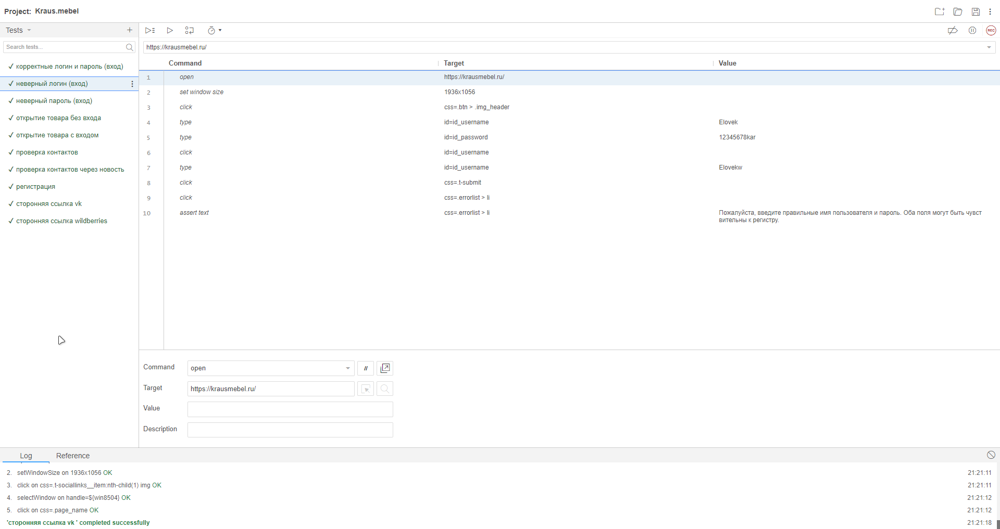 Project: Kraus.mebel
Tests
Search tests...
✓ корректные логин и пароль (вход)
✓ неверный логин (вход)
✓ неверный пароль (вход)
✓ открытие товара без входа
✓ открытие товара с входом
✓ проверка контактов
✓ проверка контактов через новость
✓ регистрация
✓ сторонняя ссылка vk
✓ сторонняя ссылка wildberries
REC
https://krausmebel.ru/
Command Target Value
1 open https://krausmebel.ru/
2 set window size 1936x1056
3 click css=.btn > .img_header
4 type id=id_username Elovek
5 type id=id_password 12345678kar
6 click id=id_username
7 type id=id_username Elovekw
8 click css=.t-submit
9 click css=.errorlist > li
10 assert text css=.errorlist > li Пожалуйста, введите правильные имя пользователя и пароль. Оба поля могут быть чувст
вительны к регистру.
Command open //
Target https://krausmebel.ru/
Value
Description
Log Reference
2. setWindowSize on 1936x1056 OK 21:21:11
3. click on css=.t-sociallinks__item:nth-child(1) img OK 21:21:11
4. selectWindow on handle=${win8504} OK 21:21:12
5. click on css=.page_name OK 21:21:12
'сторонняя ссылка vk ' completed successfully 21:21:18